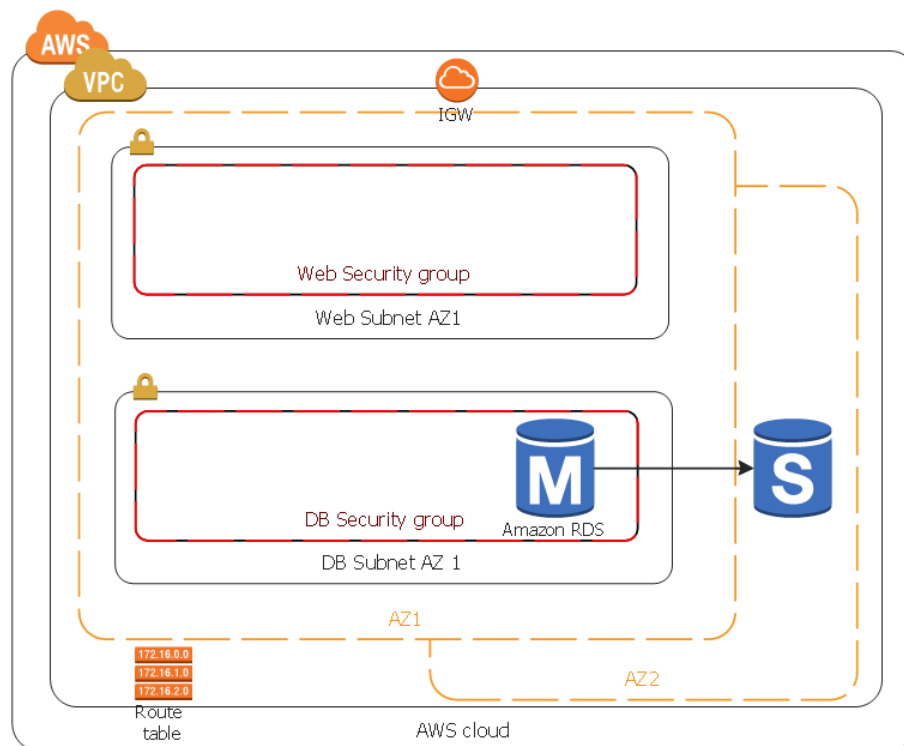 AWS
VPC
IGW
Web Security group
Web Subnet AZ1
M
S
DB Security group
Amazon RDS
DB Subnet AZ 1
AZ1
172.16.0.0
172.16.1.0
172.16.2.0
AZ2
Route
table
AWS cloud